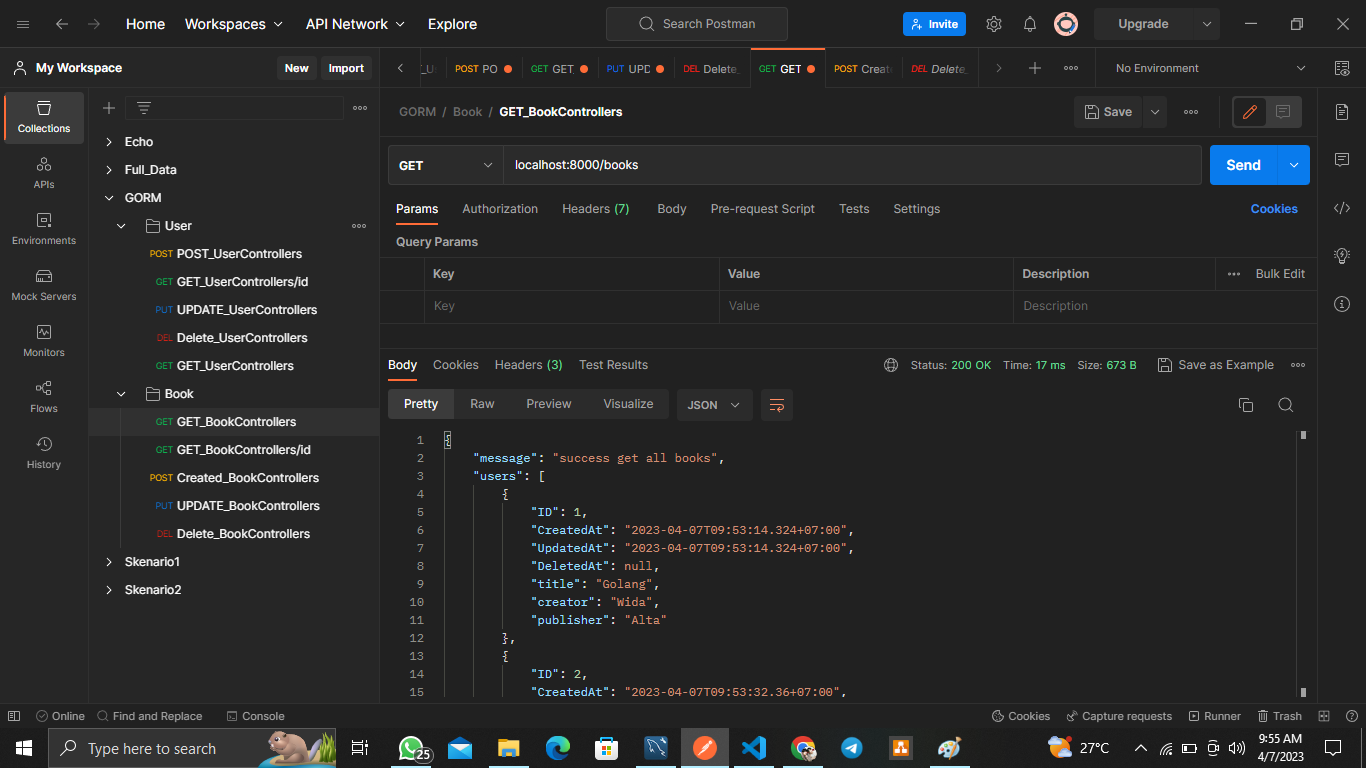 Home Workspaces API Network Explore Search Postman Invite Upgrade
My Workspace New Import
POST PO GET GET_ PUT UPD DEL Delete_ GET GET POST Creat DEL Delete_ No Environment
Collections
APIs
Environments
Mock Servers
Monitors
Flows
History
Echo
Full_Data
GORM
User
POST POST_UserControllers
GET GET_UserControllers/id
PUT UPDATE_UserControllers
DEL Delete_UserControllers
GET GET_UserControllers
Book
GET GET_BookControllers
GET GET_BookControllers/id
POST Created_BookControllers
PUT UPDATE_BookControllers
DEL Delete_BookControllers
Skenario1
Skenario2
GORM / Book / GET_BookControllers Save
GET localhost:8000/books Send
Params Authorization Headers (7) Body Pre-request Script Tests Settings Cookies
Query Params
Key Value Description Bulk Edit
Key Value Description
Body Cookies Headers (3) Test Results Status: 200 OK Time: 17 ms Size: 673 B Save as Example
Pretty Raw Preview Visualize JSON
1 {
2 "message": "success get all books",
3 "users": [
4 {
5 "ID": 1,
6 "CreatedAt": "2023-04-07T09:53:14.324+07:00",
7 "UpdatedAt": "2023-04-07T09:53:14.324+07:00",
8 "DeletedAt": null,
9 "title": "Golang",
10 "creator": "Wida",
11 "publisher": "Alta"
12 },
13 {
14 "ID": 2,
15 "CreatedAt": "2023-04-07T09:53:32.36+07:00",
Online Find and Replace Console Cookies Capture requests Runner Trash
Type here to search 25 27°C 9:55 AM
4/7/2023